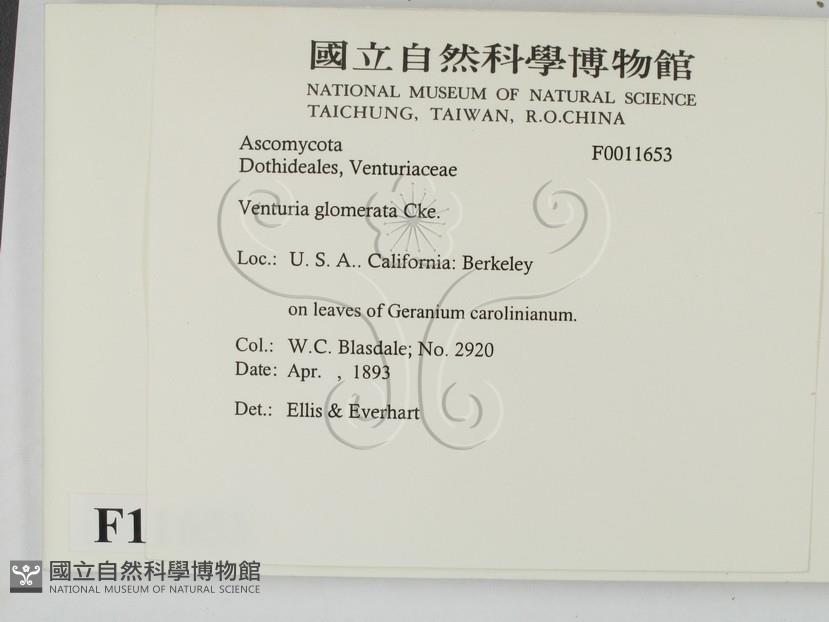 國立自然科學博物館
NATIONAL MUSEUM OF NATURAL SCIENCE
TAICHUNG, TAIWAN, R.O.CHINA
Ascomycota
F0011653
Dothideales, Venturiaceae
Venturia glomerata Cke.
Loc.: U. S. A.. California: Berkeley
on leaves of Geranium carolinianum.
Col.: W.C. Blasdale; No. 2920
Date: Apr. , 1893
Det.: Ellis & Everhart
F1
國立自然科學博物館
NATIONAL MUSEUM OF NATURAL SCIENCE